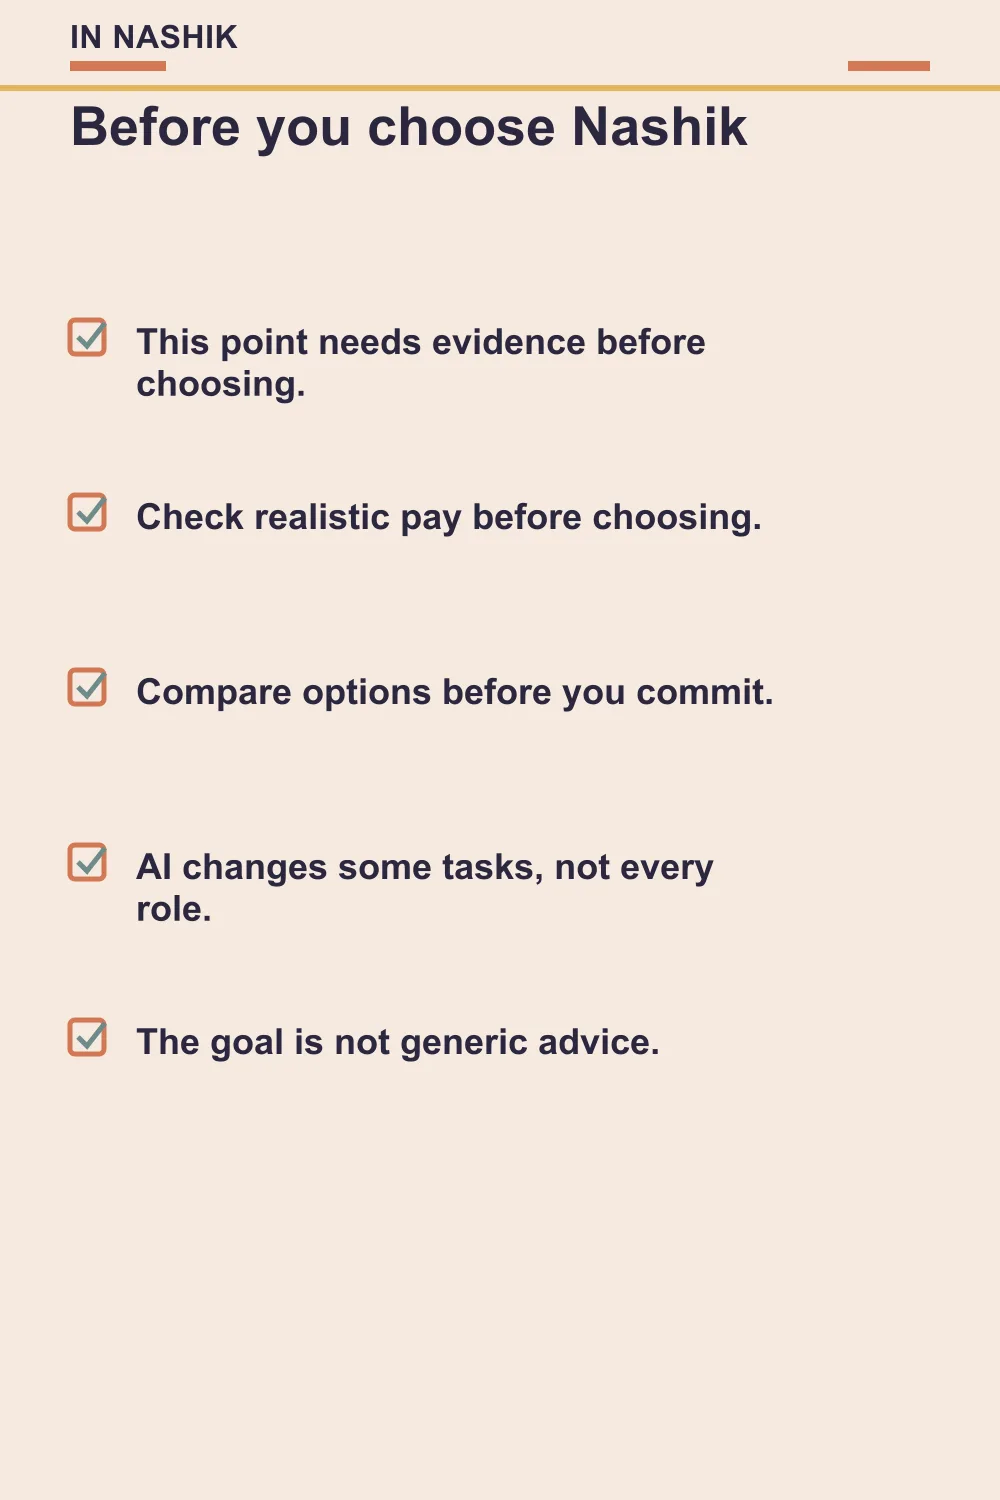 IN NASHIK
Before you choose Nashik
This point needs evidence before
choosing.
Check realistic pay before choosing.
Compare options before you commit.
AI changes some tasks, not every
role.
The goal is not generic advice.